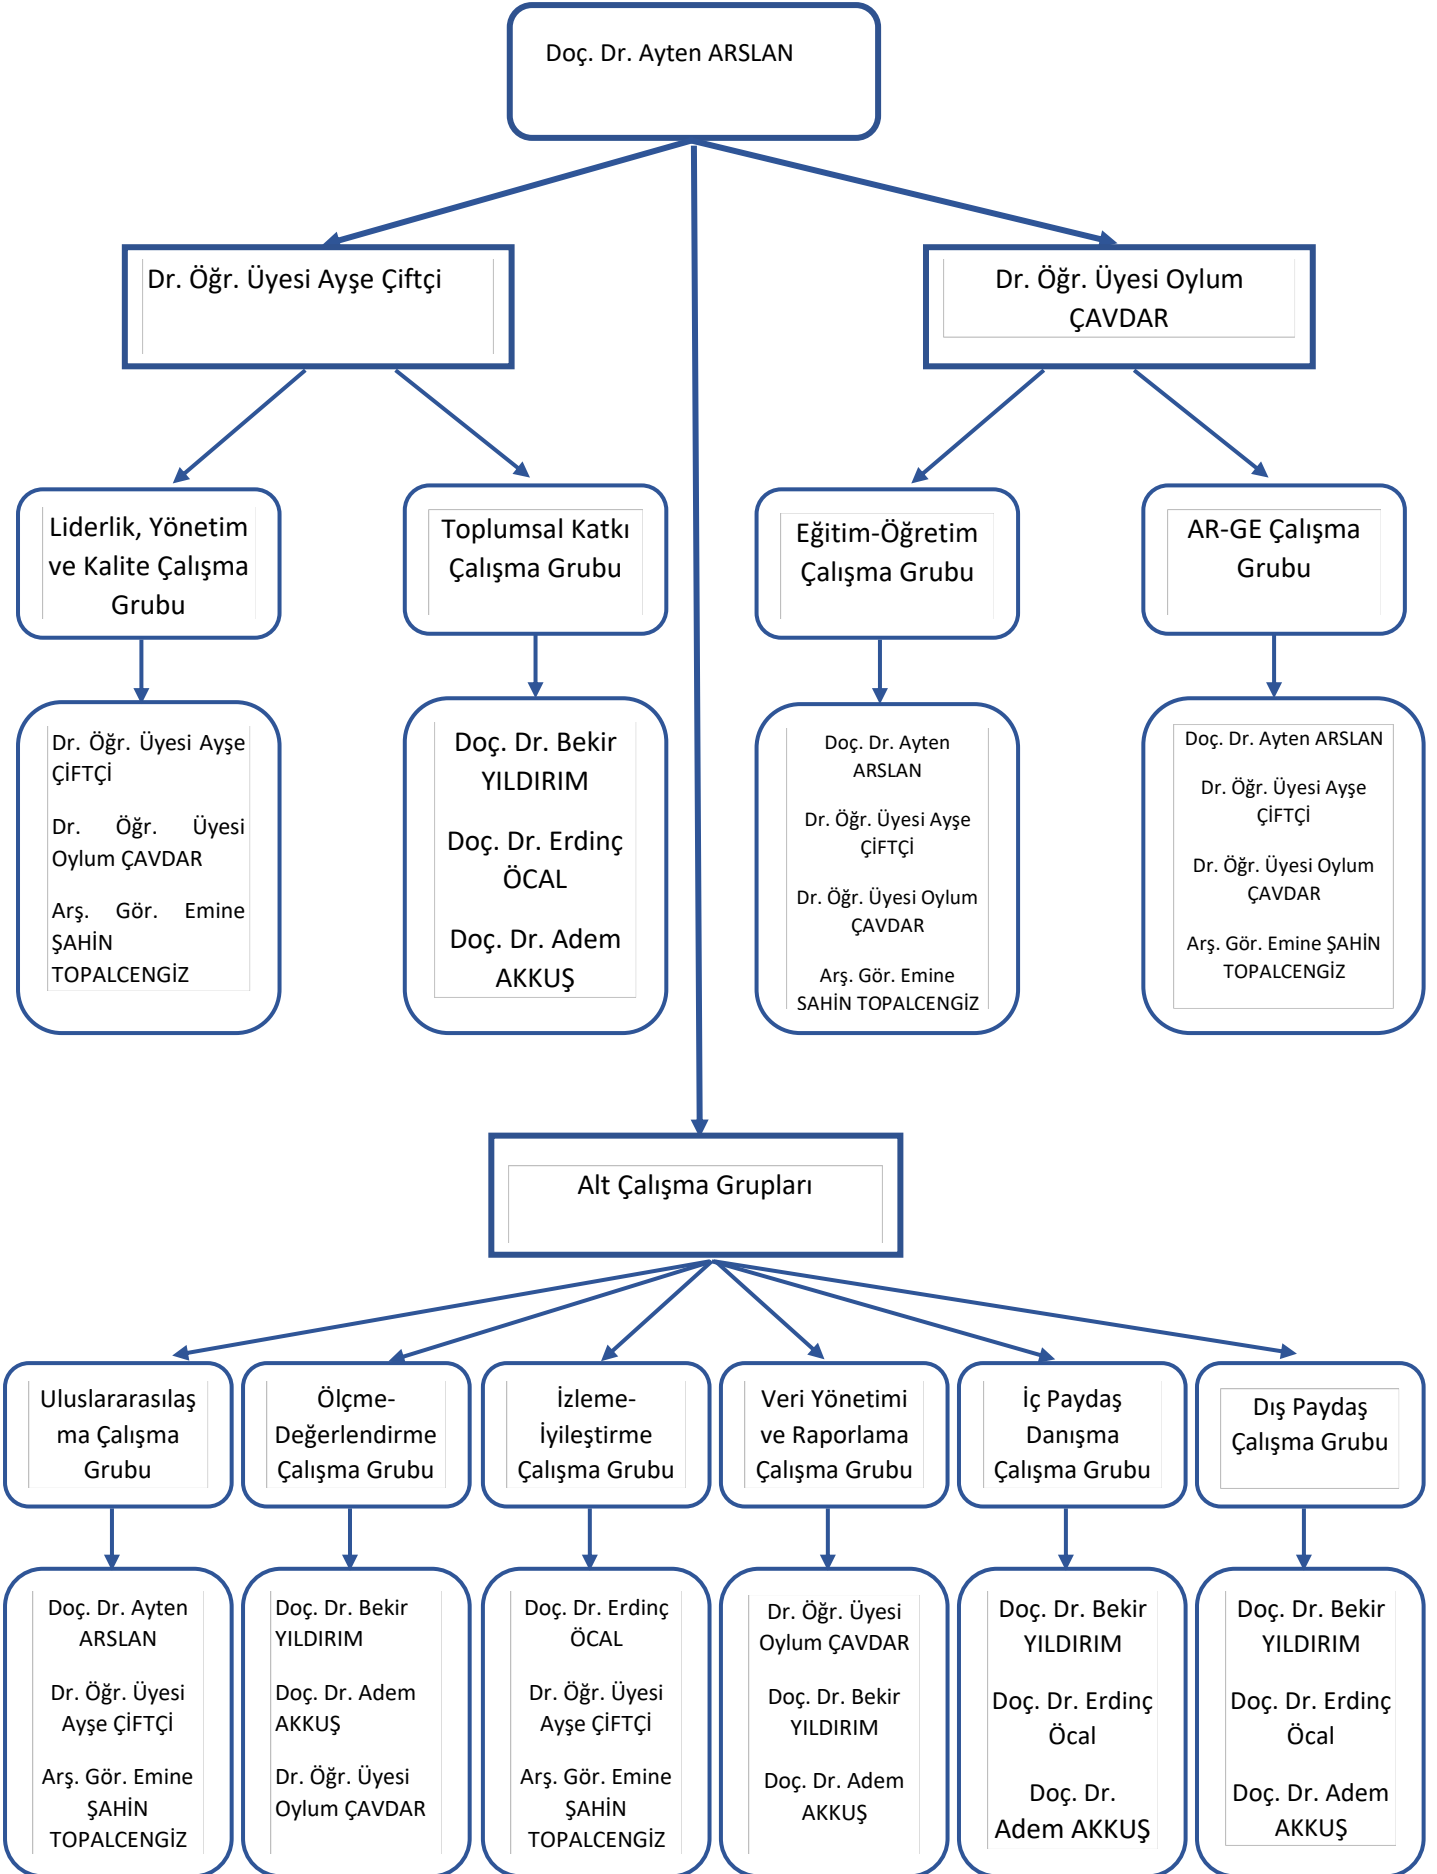 Doç. Dr. Ayten ARSLAN
Dr. Öğr. Üyesi Ayşe Çiftçi
Dr. Öğr. Üyesi Oylum
ÇAVDAR
Liderlik, Yönetim
ve Kalite Çalışma
Grubu
Toplumsal Katkı
Çalışma Grubu
Eğitim-Öğretim
Çalışma Grubu
AR-GE Çalışma
Grubu
Dr. Öğr. Üyesi Ayşe
ÇİFTÇİ
Dr. Öğr. Üyesi
Oylum ÇAVDAR
Arş. Gör. Emine
ŞAHİN
TOPALCENGİZ
Doç. Dr. Bekir
YILDIRIM
Doç. Dr. Erdinç
ÖCAL
Doç. Dr. Adem
AKKUŞ
Doç. Dr. Ayten
ARSLAN
Dr. Öğr. Üyesi Ayşe
ÇİFTÇİ
Dr. Öğr. Üyesi Oylum
ÇAVDAR
Arş. Gör. Emine
SAHİN TOPALCENGİZ
Doç. Dr. Ayten ARSLAN
Dr. Öğr. Üyesi Ayşe
ÇİFTÇİ
Dr. Öğr. Üyesi Oylum
ÇAVDAR
Arş. Gör. Emine ŞAHİN
TOPALCENGİZ
Alt Çalışma Grupları
Uluslararasılaş
ma Çalışma
Grubu
Ölçme-
Değerlendirme
Çalışma Grubu
İzleme-
İyileştirme
Çalışma Grubu
Veri Yönetimi
ve Raporlama
Çalışma Grubu
İç Paydaş
Danışma
Çalışma Grubu
Dış Paydaş
Çalışma Grubu
Doç. Dr. Ayten
ARSLAN
Dr. Öğr. Üyesi
Ayşe ÇİFTÇİ
Arş. Gör. Emine
ŞAHİN
TOPALCENGİZ
Doç. Dr. Bekir
YILDIRIM
Doç. Dr. Adem
AKKUŞ
Dr. Öğr. Üyesi
Oylum ÇAVDAR
Doç. Dr. Erdinç
ÖCAL
Dr. Öğr. Üyesi
Ayşe ÇİFTÇİ
Arş. Gör. Emine
ŞAHİN
TOPALCENGİZ
Dr. Öğr. Üyesi
Oylum ÇAVDAR
Doç. Dr. Bekir
YILDIRIM
Doç. Dr. Adem
AKKUŞ
Doç. Dr. Bekir
YILDIRIM
Doç. Dr. Erdinç
Öcal
Doç. Dr.
Adem AKKUŞ
Doç. Dr. Bekir
YILDIRIM
Doç. Dr. Erdinç
Öcal
Doç. Dr. Adem
AKKUŞ